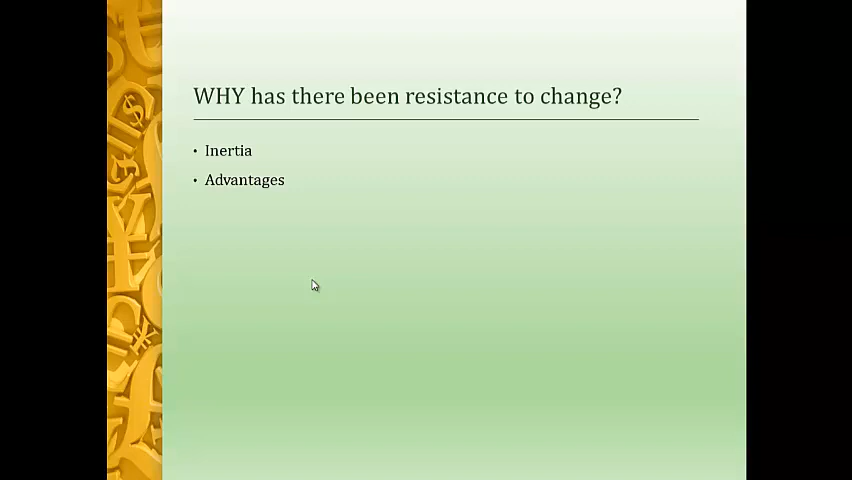 WHY has there been resistance to change?
• Inertia
• Advantages